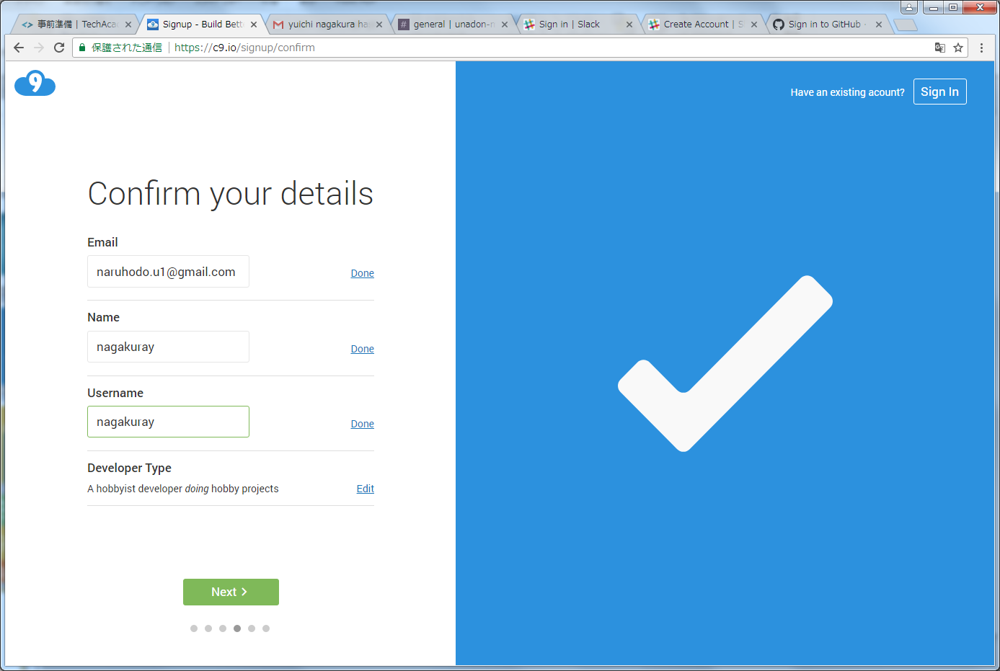 事前準備 | TechAca
Signup - Build Bett
yuichi nagakura ha
general | unadon-n
Sign in | Slack
Create Account | S
Sign in to GitHub ·
保護された通信 https://c9.io/signup/confirm
9
Have an existing acount? Sign In
Confirm your details
Email
naruhodo.u1@gmail.com Done
Name
nagakuray Done
Username
nagakuray Done
Developer Type
A hobbyist developer doing hobby projects Edit
Next